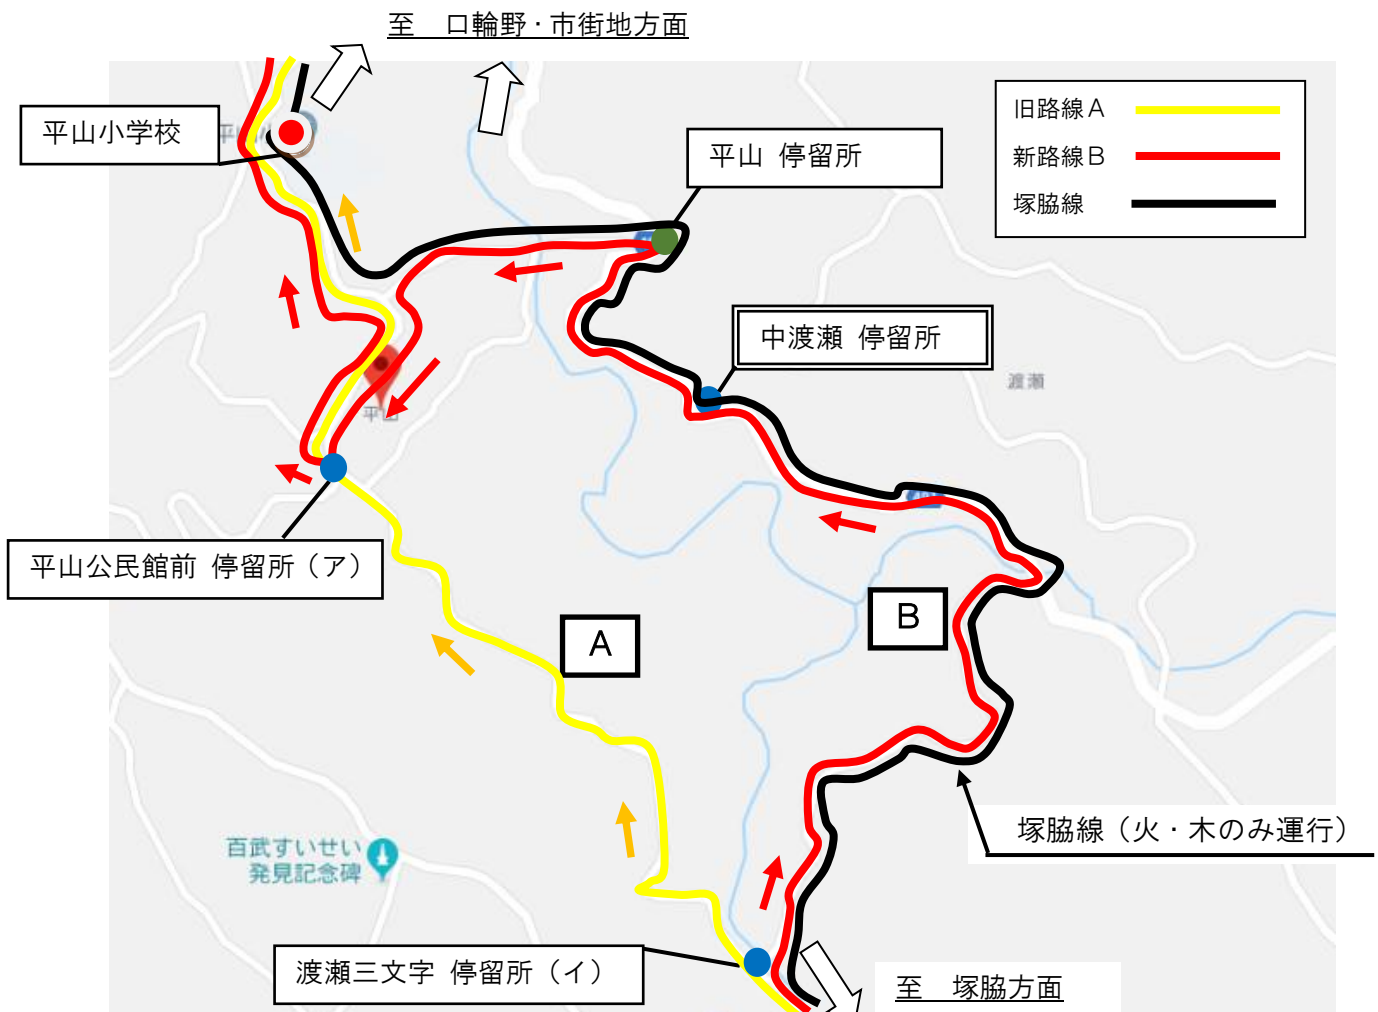 至　口輪野・市街地方面
旧路線Ａ
新路線Ｂ
塚脇線
平山小学校
平山 停留所
中渡瀬 停留所
渡瀬
平山
平山公民館前 停留所（ア）
A
B
塚脇線（火・木のみ運行）
百武すいせい
発見記念碑
渡瀬三文字 停留所（イ）
至　塚脇方面